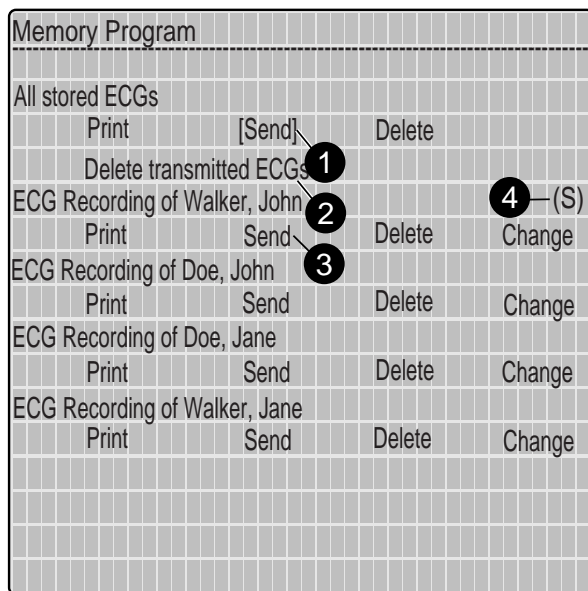 Memory Program
All stored ECGs
Print [Send] Delete
1
Delete transmitted ECGs
2
ECG Recording of Walker, John 4 (S)
Print Send Delete Change
3
ECG Recording of Doe, John
Print Send Delete Change
ECG Recording of Doe, Jane
Print Send Delete Change
ECG Recording of Walker, Jane
Print Send Delete Change